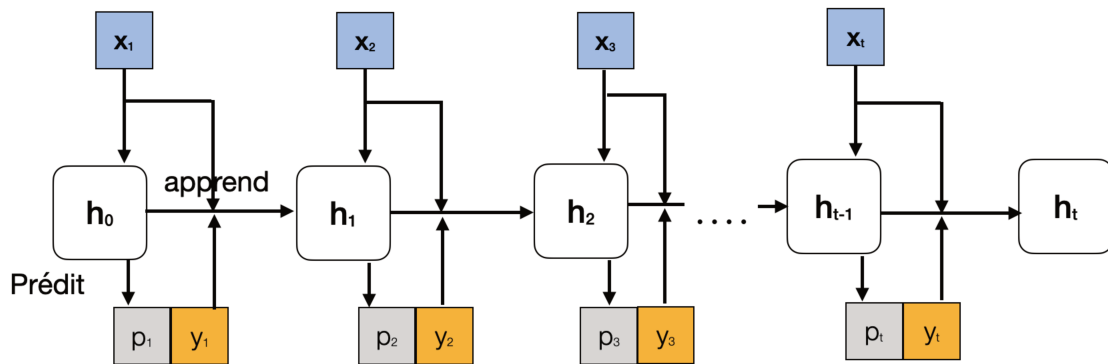 x₁ x₂ x₃ xₜ
apprend
h₀ h₁ h₂ . . . . hₜ₋₁ hₜ
Prédit
p₁ y₁ p₂ y₂ p₃ y₃ pₜ yₜ